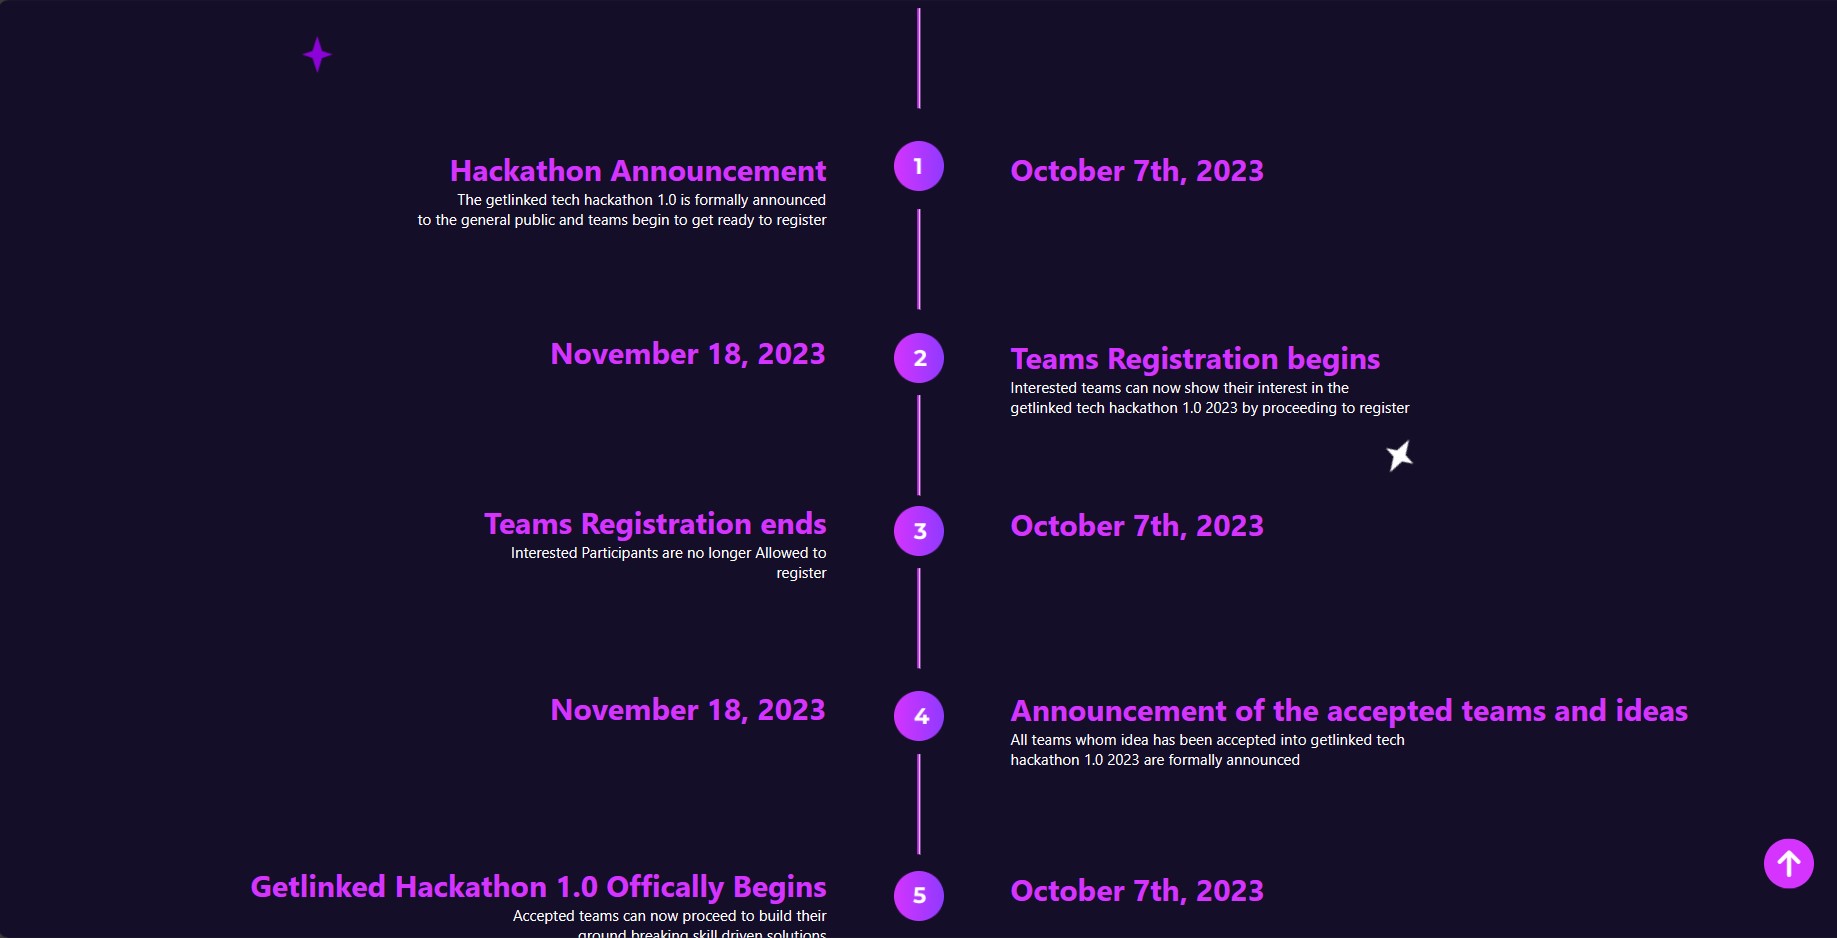 Hackathon Announcement
The getlinked tech hackathon 1.0 is formally announced
to the general public and teams begin to get ready to register
1
October 7th, 2023
November 18, 2023
2
Teams Registration begins
Interested teams can now show their interest in the
getlinked tech hackathon 1.0 2023 by proceeding to register
Teams Registration ends
Interested Participants are no longer Allowed to
register
3
October 7th, 2023
November 18, 2023
4
Announcement of the accepted teams and ideas
All teams whom idea has been accepted into getlinked tech
hackathon 1.0 2023 are formally announced
Getlinked Hackathon 1.0 Offically Begins
Accepted teams can now proceed to build their
ground breaking skill driven solutions
5
October 7th, 2023